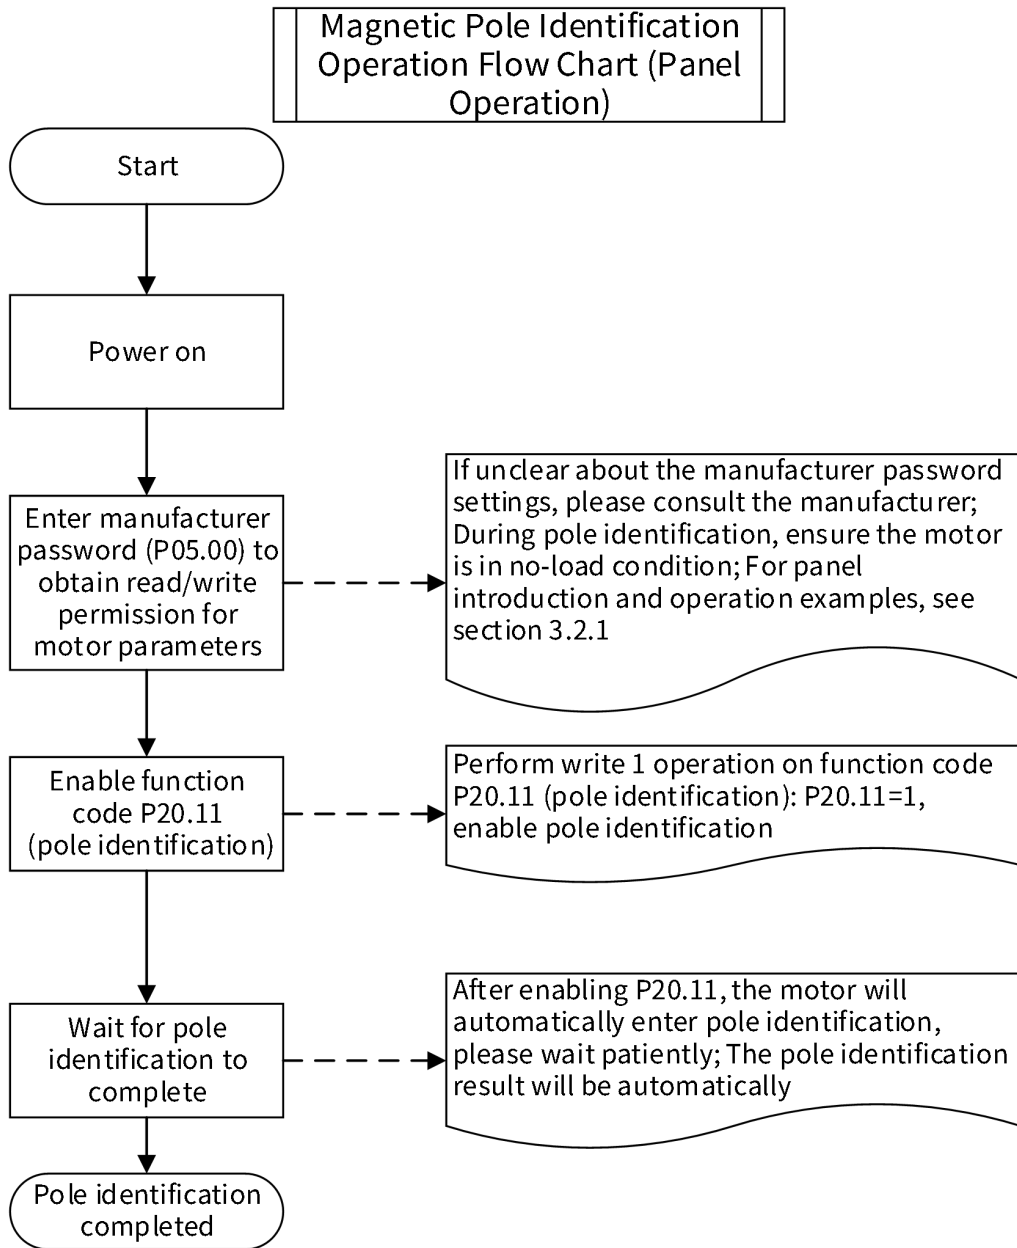 Magnetic Pole Identification
Operation Flow Chart (Panel
Operation)
Start
Power on
Enter manufacturer
password (P05.00) to
obtain read/write
permission for
motor parameters
If unclear about the manufacturer password
settings, please consult the manufacturer;
During pole identification, ensure the motor
is in no-load condition; For panel
introduction and operation examples, see
section 3.2.1
Enable function
code P20.11
(pole identification)
Perform write 1 operation on function code
P20.11 (pole identification): P20.11=1,
enable pole identification
Wait for pole
identification to
complete
After enabling P20.11, the motor will
automatically enter pole identification,
please wait patiently; The pole identification
result will be automatically
Pole identification
completed